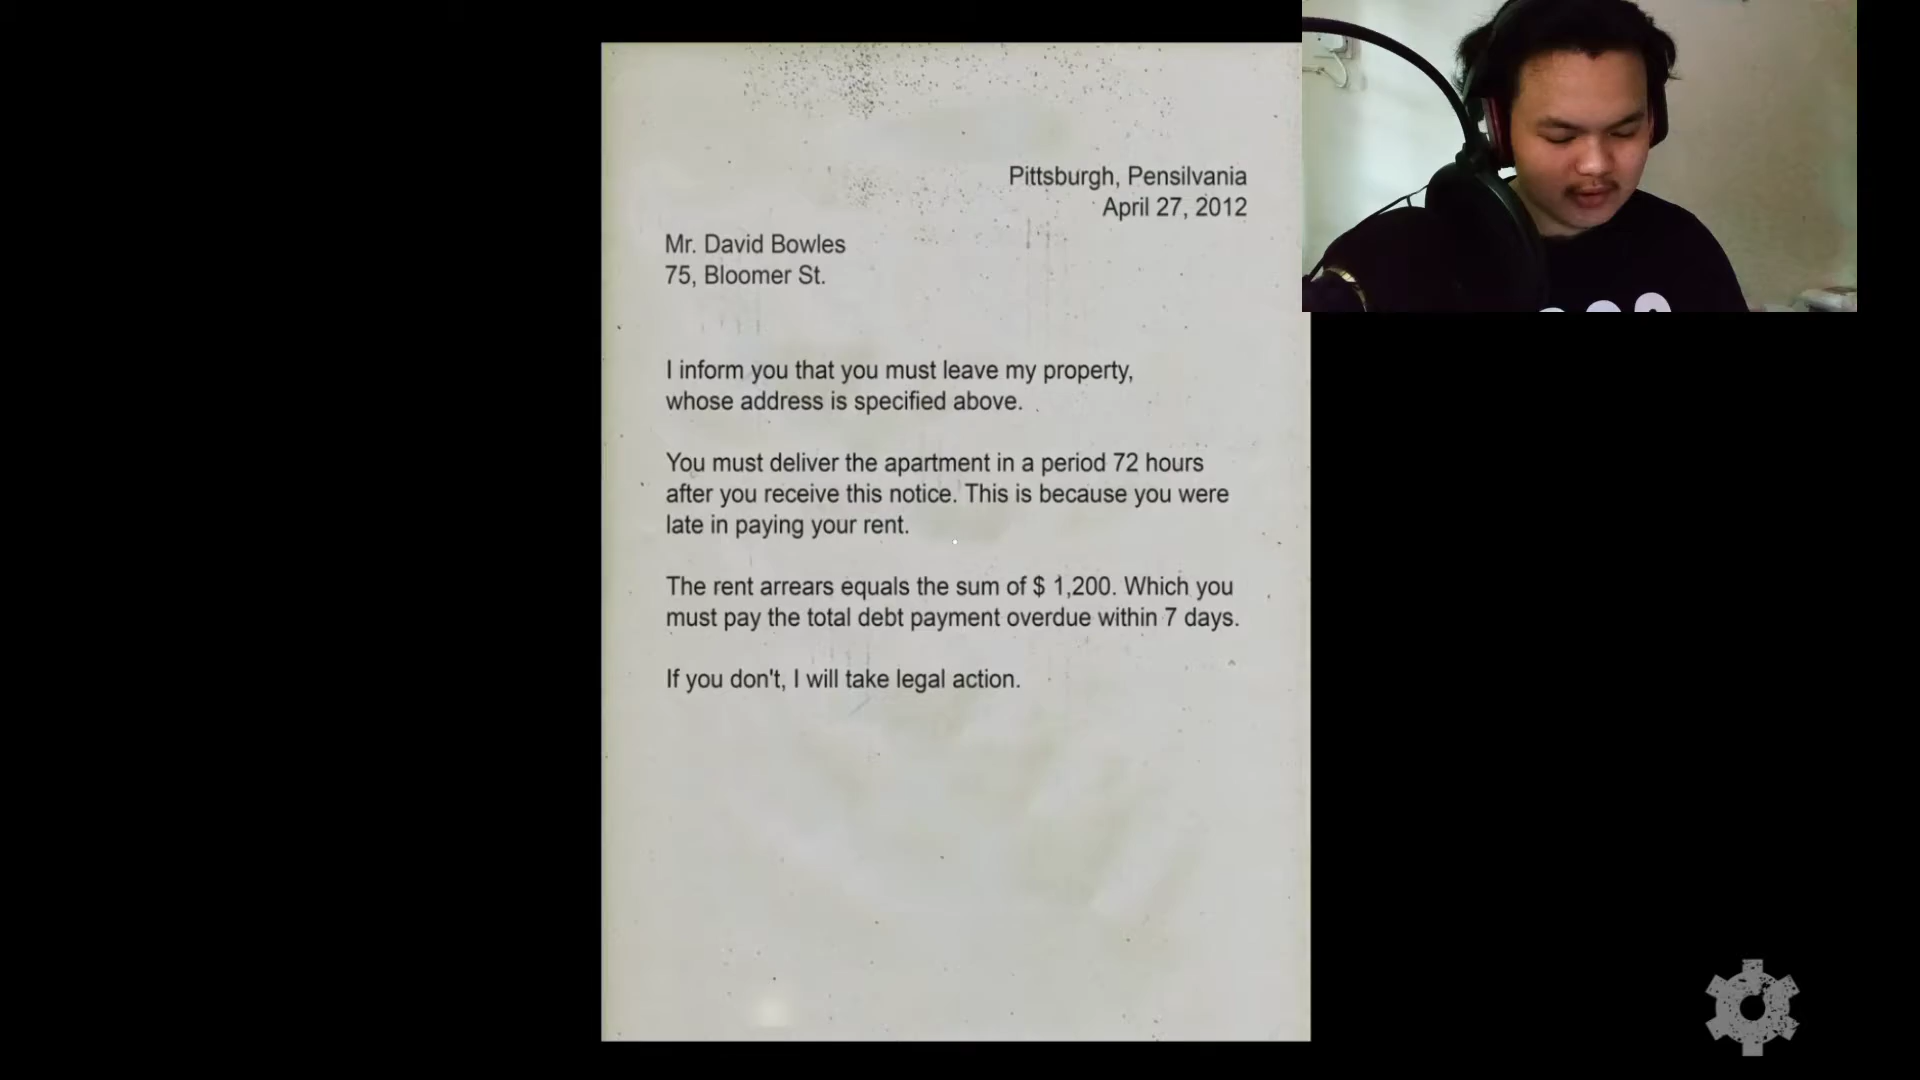 Pittsburgh, Pensilvania
April 27, 2012
Mr. David Bowles
75, Bloomer St.
I inform you that you must leave my property,
whose address is specified above.
You must deliver the apartment in a period 72 hours
after you receive this notice. This is because you were
late in paying your rent.
The rent arrears equals the sum of $ 1,200. Which you
must pay the total debt payment overdue within 7 days.
If you don't, I will take legal action.